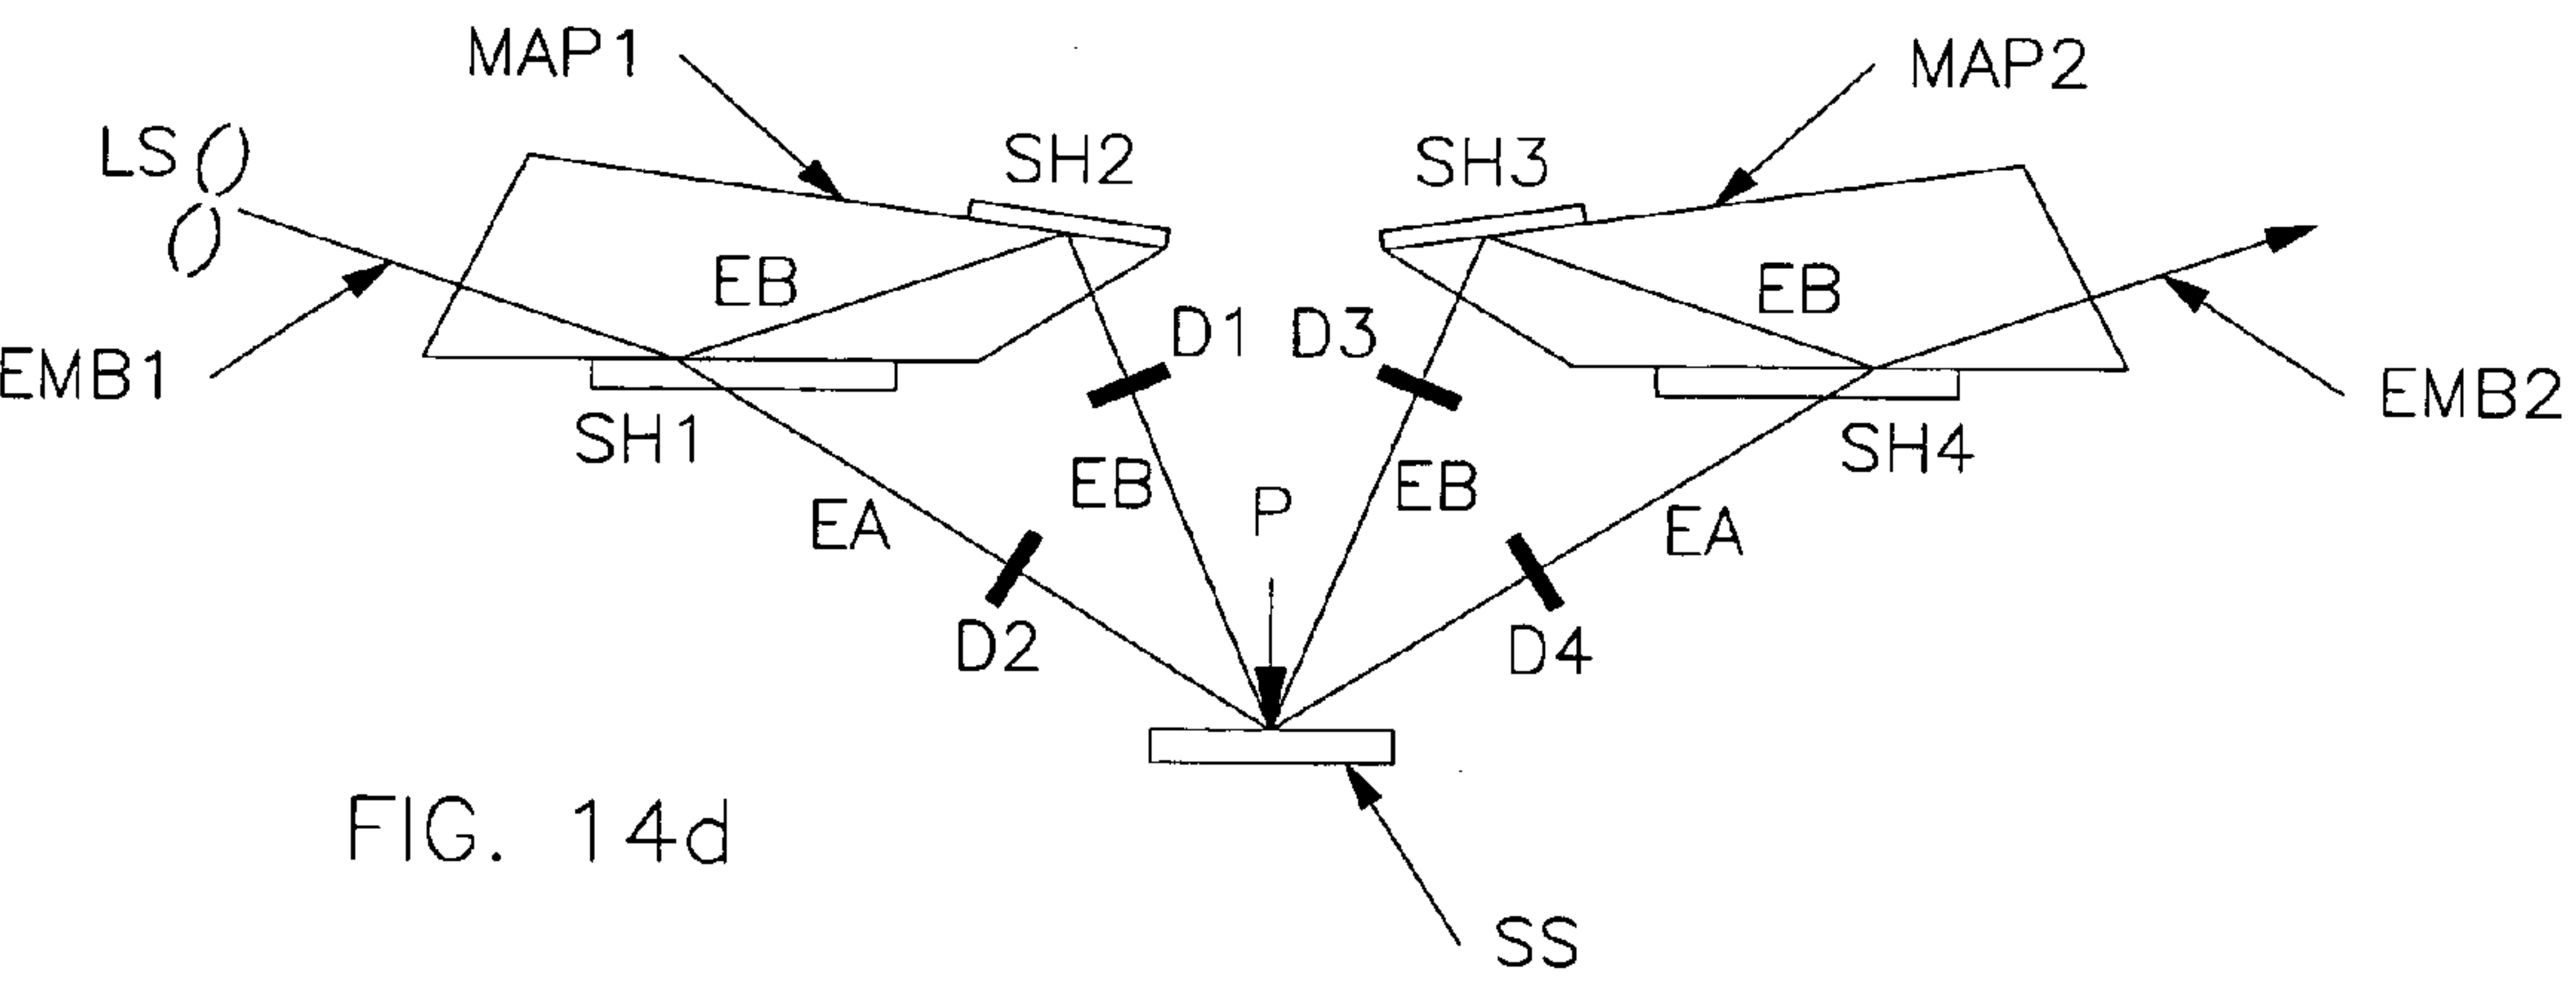 MAP1
MAP2
LS
SH2
SH3
EB
EB
D1
D3
EMB1
EMB2
SH1
SH4
EB
EB
P
EA
EA
D2
D4
FIG. 14d
SS